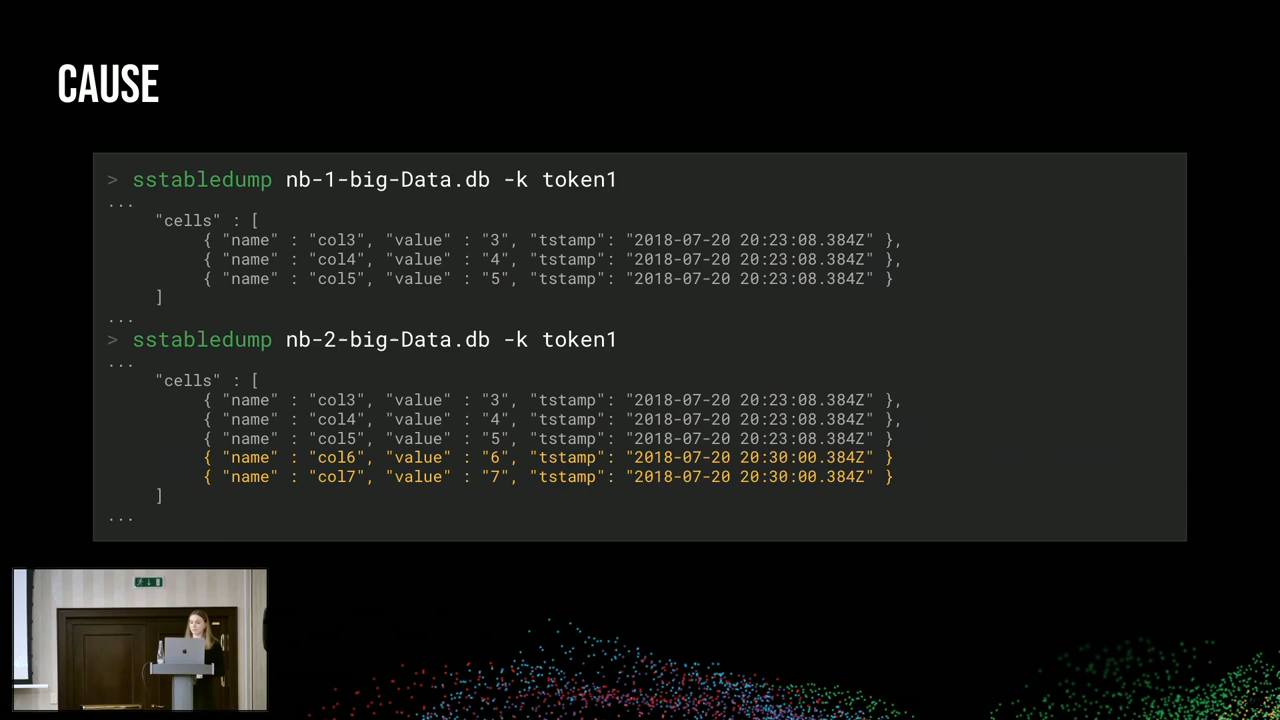 CAUSE
> sstabledump nb-1-big-Data.db -k token1
...
"cells" : [
{ "name" : "col3", "value" : "3", "tstamp": "2018-07-20 20:23:08.384Z" },
{ "name" : "col4", "value" : "4", "tstamp": "2018-07-20 20:23:08.384Z" },
{ "name" : "col5", "value" : "5", "tstamp": "2018-07-20 20:23:08.384Z" }
]
...
> sstabledump nb-2-big-Data.db -k token1
...
"cells" : [
{ "name" : "col3", "value" : "3", "tstamp": "2018-07-20 20:23:08.384Z" },
{ "name" : "col4", "value" : "4", "tstamp": "2018-07-20 20:23:08.384Z" },
{ "name" : "col5", "value" : "5", "tstamp": "2018-07-20 20:23:08.384Z" }
{ "name" : "col6", "value" : "6", "tstamp": "2018-07-20 20:30:00.384Z" }
{ "name" : "col7", "value" : "7", "tstamp": "2018-07-20 20:30:00.384Z" }
]
...